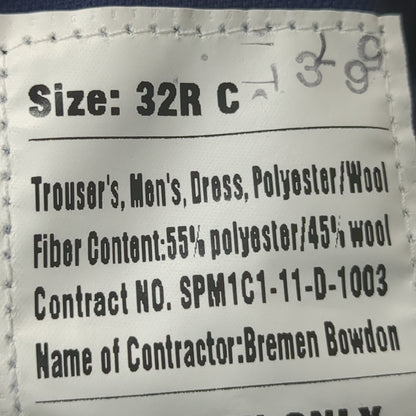 Size: 32R C
Trouser's, Men's, Dress, Polyester/Wool
Fiber Content:55% polyester/45% wool
Contract NO. SPM1C1-11-D-1003
Name of Contractor:Bremen Bowdon